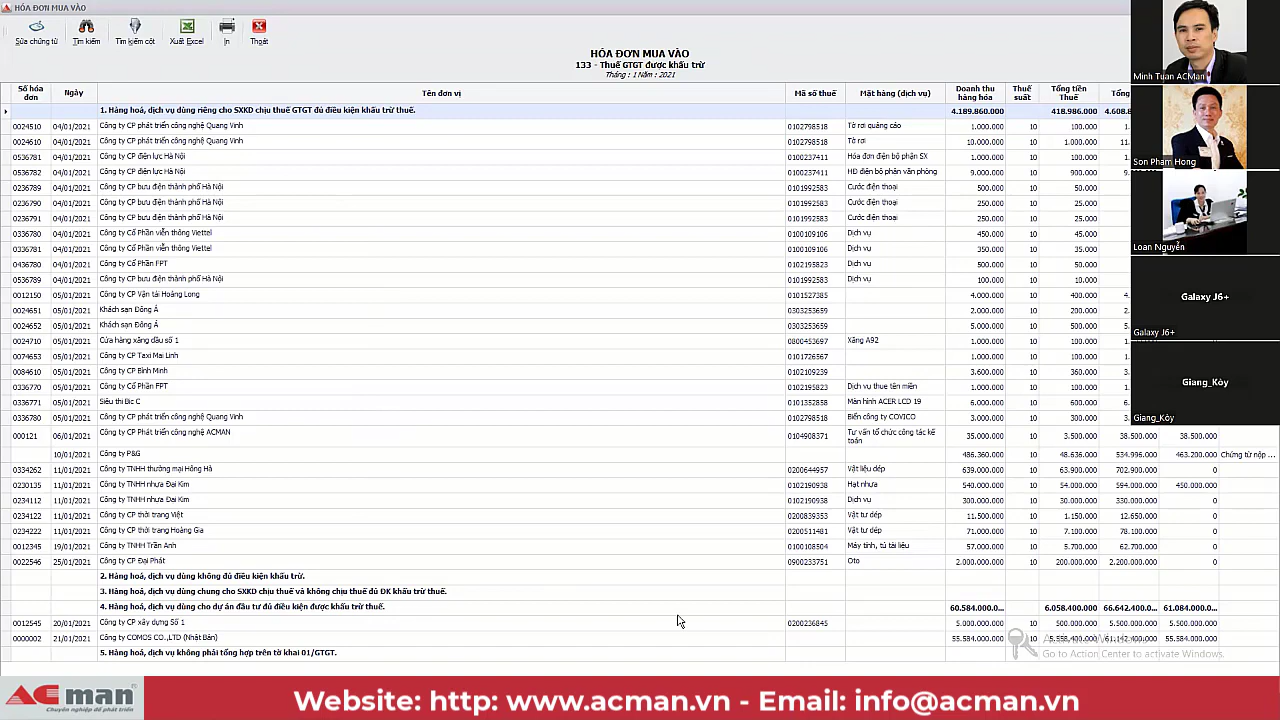 HÓA ĐƠN MUA VÀO
Sửa chứng từ Tìm kiếm Tìm kiếm cột Xuất Excel In Thoát
HÓA ĐƠN MUA VÀO
133 - Thuế GTGT được khấu trừ
Tháng : 1 Năm : 2021
Số hóa đơn Ngày Tên đơn vị Mã số thuế Mặt hàng (dịch vụ) Doanh thu hàng hóa Thuế suất Tổng tiền Thuế Tổng
1. Hàng hoá, dịch vụ dùng riêng cho SXKD chịu thuế GTGT đủ điều kiện khấu trừ thuế. 4.189.860.000 418.986.000 4.608.8
0024510 04/01/2021 Công ty CP phát triển công nghệ Quang Vinh 0102798518 Tờ rơi quảng cáo 1.000.000 10 100.000 1.
0024610 04/01/2021 Công ty CP phát triển công nghệ Quang Vinh 0102798518 Tờ rơi 10.000.000 10 1.000.000 11.
0536781 04/01/2021 Công ty CP điện lực Hà Nội 0100237411 Hóa đơn điện bộ phận SX 1.000.000 10 100.000 1.
0536782 04/01/2021 Công ty CP điện lực Hà Nội 0100237411 HĐ điện bộ phân văn phòng 9.000.000 10 900.000 9.
0236789 04/01/2021 Công ty CP bưu điện thành phố Hà Nội 0101992583 Cước điện thoại 500.000 10 50.000
0236790 04/01/2021 Công ty CP bưu điện thành phố Hà Nội 0101992583 Cước điện thoại 250.000 10 25.000
0236791 04/01/2021 Công ty CP bưu điện thành phố Hà Nội 0101992583 Cước điện thoại 250.000 10 25.000
0336780 04/01/2021 Công ty Cổ Phần viễn thông Viettel 0100109106 Dịch vụ 450.000 10 45.000
0336781 04/01/2021 Công ty Cổ Phần viễn thông Viettel 0100109106 Dịch vụ 350.000 10 35.000
0436780 04/01/2021 Công ty Cổ Phần FPT 0102195823 Dịch vụ 500.000 10 50.000
0536789 04/01/2021 Công ty CP bưu điện thành phố Hà Nội 0101992583 Dịch vụ 100.000 10 10.000
0012150 05/01/2021 Công ty CP Vận tải Hoàng Long 0101527385 4.000.000 10 400.000 4.
0024651 05/01/2021 Khách sạn Đông Á 0303253659 2.000.000 10 200.000 2.
0024652 05/01/2021 Khách sạn Đông Á 0303253659 5.000.000 10 500.000 5.
0024710 05/01/2021 Cửa hàng xăng dầu số 1 0800453697 Xăng A92 1.000.000 10 100.000 1.
0074653 05/01/2021 Công ty CP Taxi Mai Linh 0101726567 1.000.000 10 100.000 1.
0084610 05/01/2021 Công ty CP Bình Minh 0102109239 3.600.000 10 360.000 3.
0336770 05/01/2021 Công ty Cổ Phần FPT 0102195823 Dịch vụ thue tên miền 1.000.000 10 100.000 1.
0336771 05/01/2021 Siêu thi Bic C 0101352858 Màn hình ACER LCD 19 6.000.000 10 600.000 6.
0336780 05/01/2021 Công ty CP phát triển công nghệ Quang Vinh 0102798518 Biển công ty COVICO 3.000.000 10 300.000 3.
000121 06/01/2021 Công ty CP Phát triển công nghệ ACMAN 0104908371 Tư vấn tổ chức công tác kế toán 35.000.000 10 3.500.000 38.500.000 38.500.000
10/01/2021 Công ty P&G 486.360.000 10 48.636.000 534.996.000 463.200.000 Chứng từ nộp ...
0334262 11/01/2021 Công ty TNHH thương mại Hồng Hà 0200644957 Vật liệu dép 639.000.000 10 63.900.000 702.900.000 0
0230135 11/01/2021 Công ty TNHH nhựa Đại Kim 0102190938 Hạt nhựa 540.000.000 10 54.000.000 594.000.000 450.000.000
0234112 11/01/2021 Công ty TNHH nhựa Đại Kim 0102190938 Dịch vụ 300.000.000 10 30.000.000 330.000.000 0
0234122 11/01/2021 Công ty CP thời trang Việt 0200839353 Vật tư dép 11.500.000 10 1.150.000 12.650.000 0
0234222 11/01/2021 Công ty CP thời trang Hoàng Gia 0200511481 Vật tư dép 71.000.000 10 7.100.000 78.100.000 0
0012345 19/01/2021 Công ty TNHH Trần Anh 0100108504 Máy tính, tủ tài liệu 57.000.000 10 5.700.000 62.700.000 0
0022546 25/01/2021 Công ty CP Đại Phát 0900233751 Oto 2.000.000.000 10 200.000.000 2.200.000.000 0
2. Hàng hoá, dịch vụ dùng không đủ điều kiện khấu trừ.
3. Hàng hoá, dịch vụ dùng chung cho SXKD chịu thuế và không chịu thuế đủ ĐK khấu trừ thuế.
4. Hàng hoá, dịch vụ dùng cho dự án đầu tư đủ điều kiện được khấu trừ thuế. 60.584.000.0... 6.058.400.000 66.642.400.0... 61.084.000.0...
0012545 20/01/2021 Công ty CP xây dựng Số 1 0200236845 5.000.000.000 10 500.000.000 5.500.000.000 5.500.000.000
0000002 21/01/2021 Công ty COMOS CO.,LTD (Nhật Bản) 55.584.000.000 10
5. Hàng hoá, dịch vụ không phải tổng hợp trên tờ khai 01/GTGT.
Go to Action Center to activate Windows.
Minh Tuan ACMan
Son Pham Hong
Loan Nguyễn
Galaxy J6+
Galaxy J6+
Giang_Kòy
Giang_Kòy
ACman
Chuyên nghiệp để phát triển
Website: http: www.acman.vn - Email: info@acman.vn